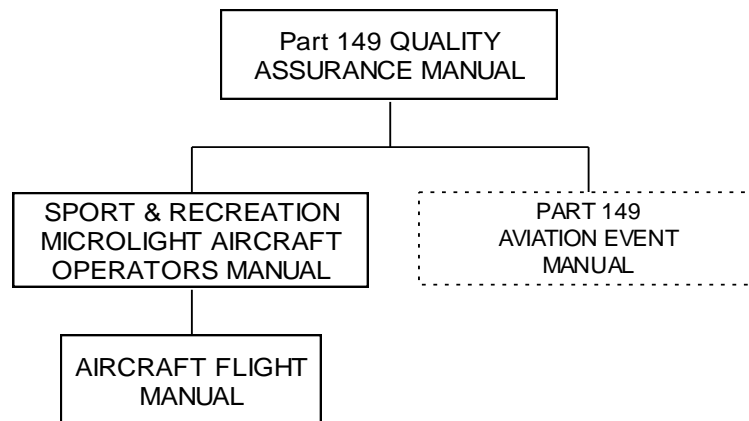 Part 149 QUALITY
ASSURANCE MANUAL
SPORT & RECREATION
MICROLIGHT AIRCRAFT
OPERATORS MANUAL
PART 149
AVIATION EVENT
MANUAL
AIRCRAFT FLIGHT
MANUAL